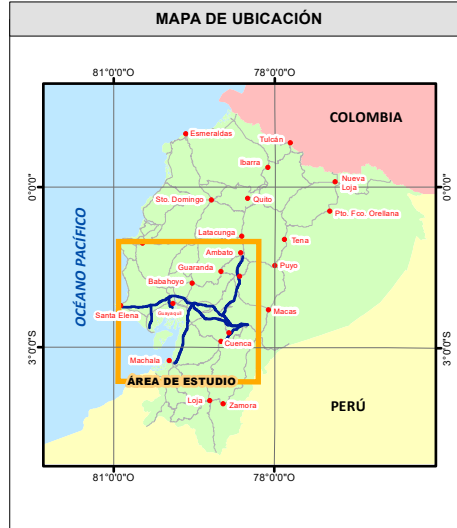 MAPA DE UBICACIÓN
81°0'0"O
78°0'0"O
COLOMBIA
Esmeraldas
Tulcán
Ibarra
Nueva
Loja
0°0'0"
0°0'0"
Sto. Domingo
Quito
Pto. Fco. Orellana
OCÉANO PACÍFICO
Latacunga
Tena
Ambato
Guaranda
Puyo
Babahoyo
Santa Elena
Guayaquil
Macas
3°0'0"S
3°0'0"S
Cuenca
Machala
ÁREA DE ESTUDIO
Loja
Zamora
PERÚ
81°0'0"O
78°0'0"O